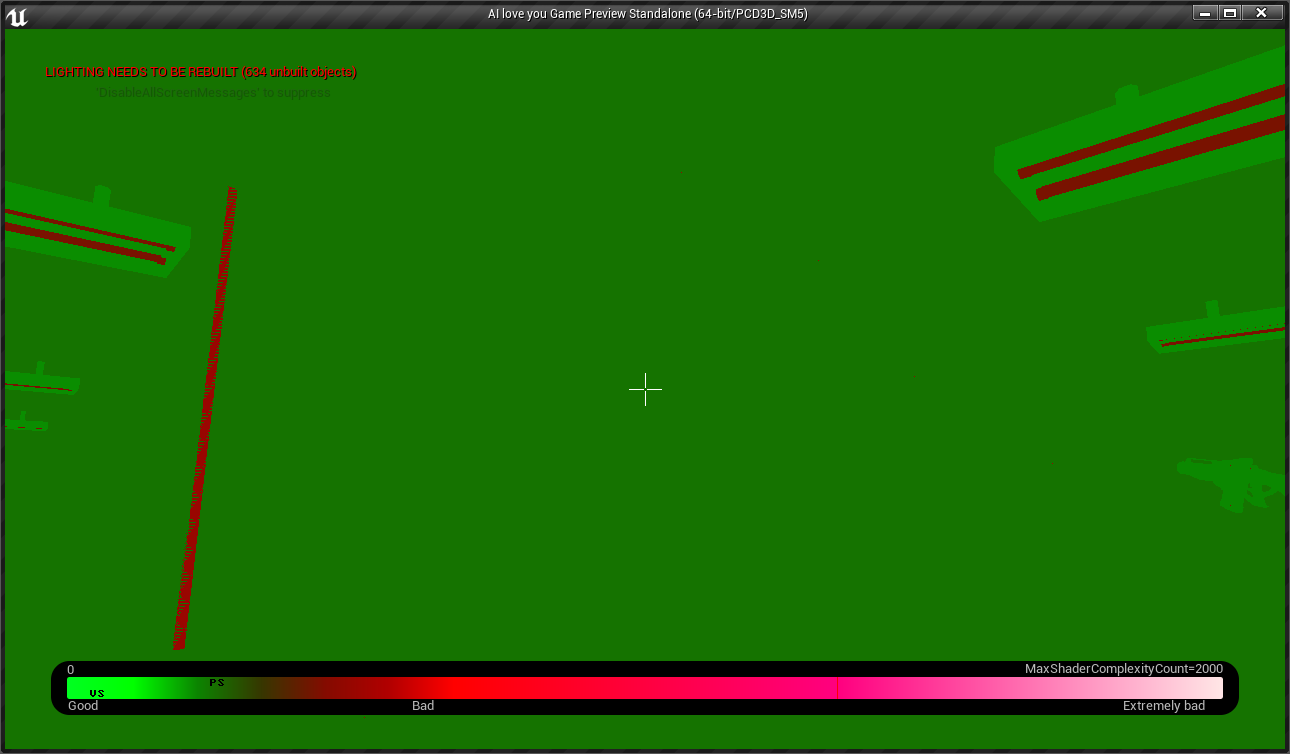 AI love you Game Preview Standalone (64-bit/PCD3D_SM5)
LIGHTING NEEDS TO BE REBUILT (634 unbuilt objects)
'DisableAllScreenMessages' to suppress
0 MaxShaderComplexityCount=2000
PS
VS
Good Bad Extremely bad